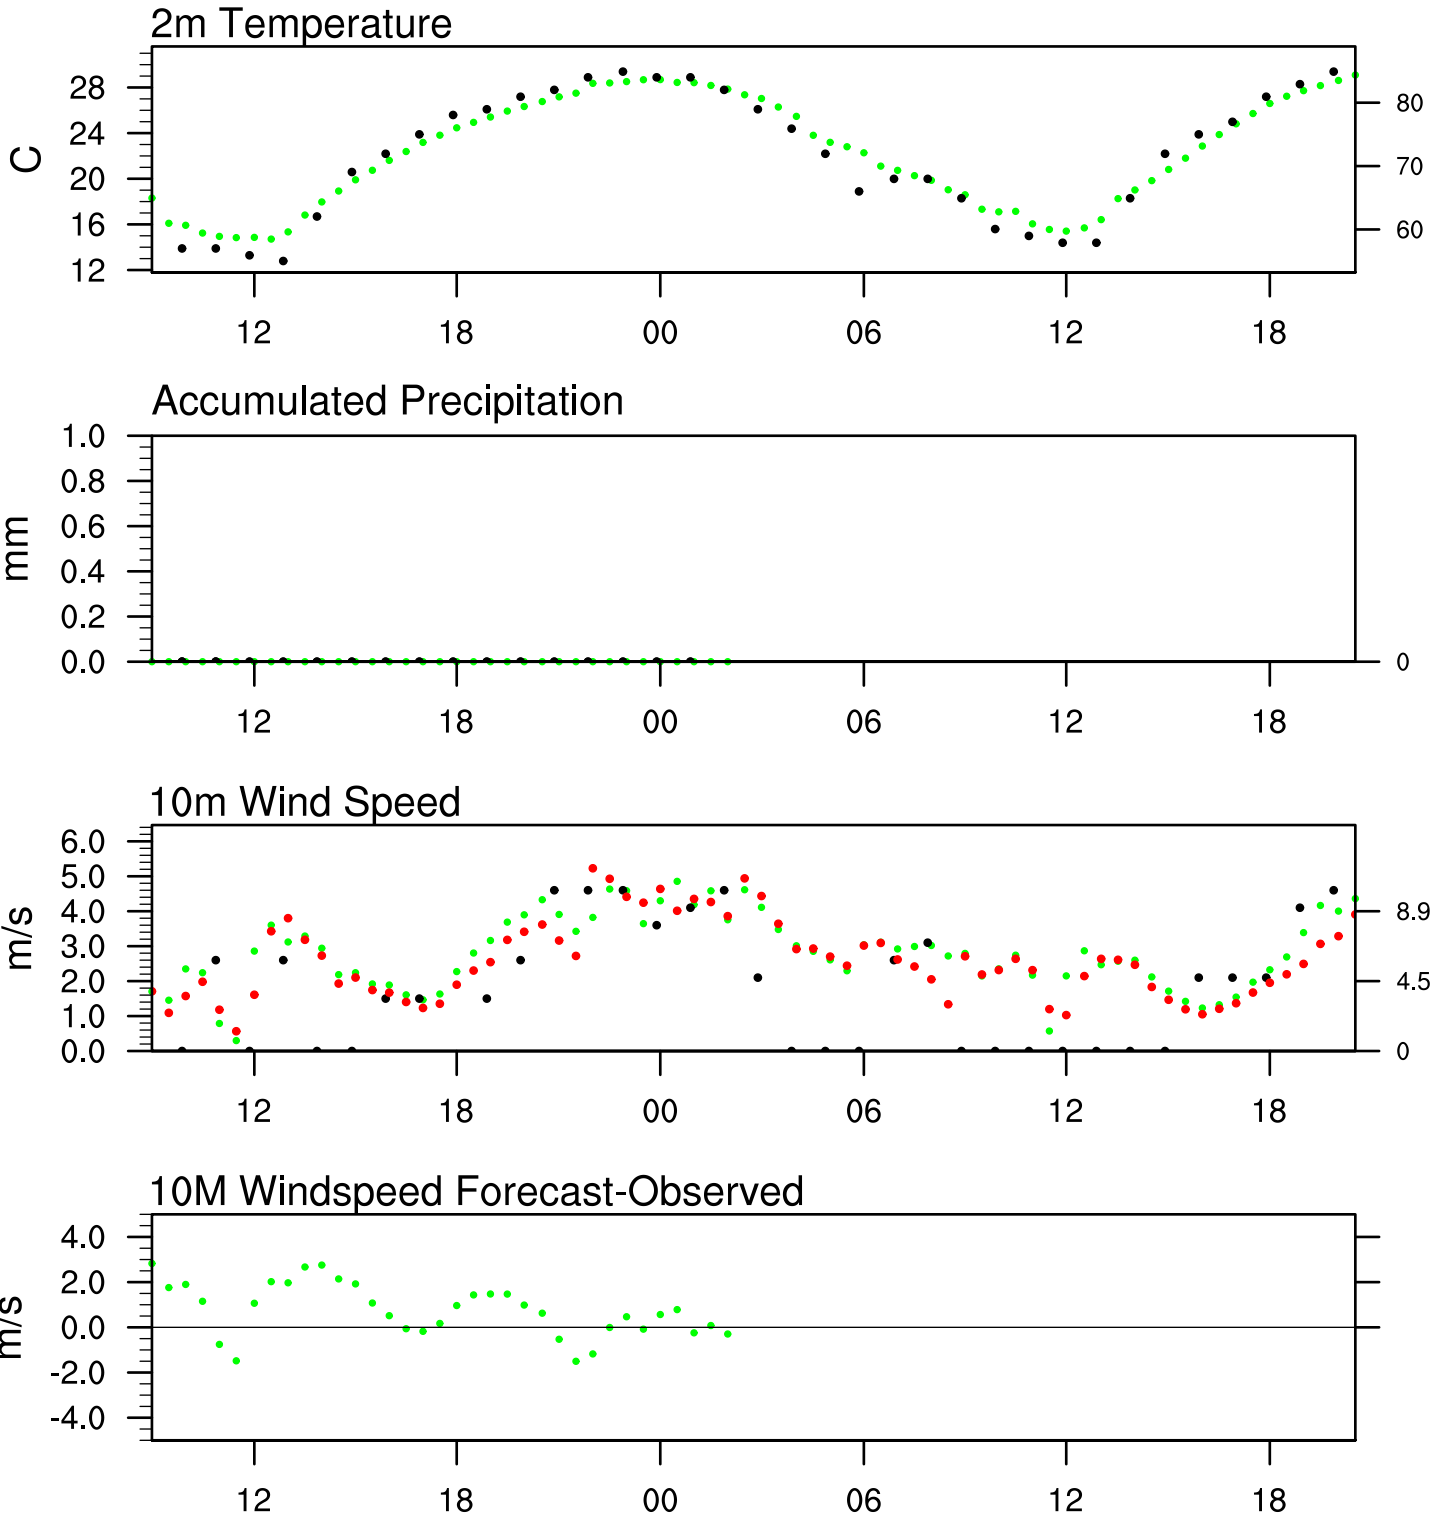 2m Temperature
C
28
24
20
16
12
80
70
60
12 18 00 06 12 18
Accumulated Precipitation
mm
1.0
0.8
0.6
0.4
0.2
0.0
0
12 18 00 06 12 18
10m Wind Speed
m/s
6.0
5.0
4.0
3.0
2.0
1.0
0.0
8.9
4.5
0
12 18 00 06 12 18
10M Windspeed Forecast-Observed
m/s
4.0
2.0
0.0
-2.0
-4.0
12 18 00 06 12 18